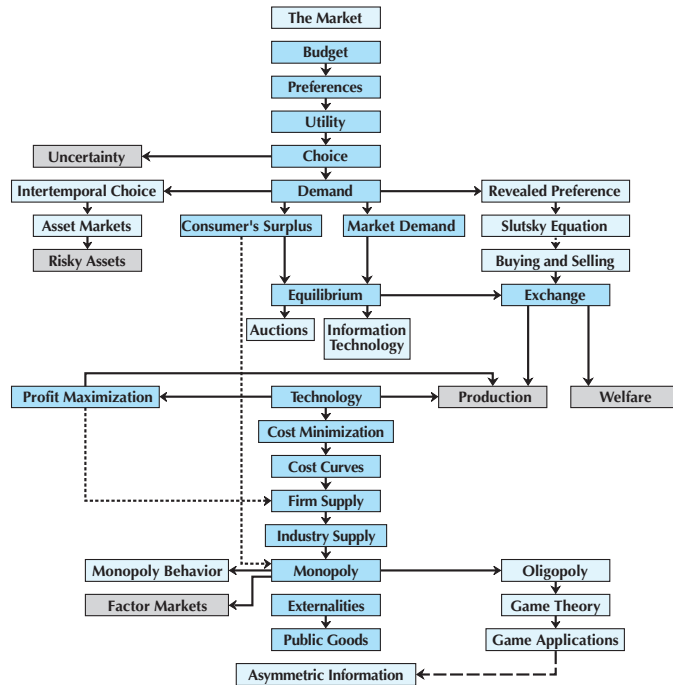 The Market
Budget
Preferences
Utility
Uncertainty
Choice
Intertemporal Choice
Demand
Revealed Preference
Asset Markets
Consumer's Surplus
Market Demand
Slutsky Equation
Risky Assets
Buying and Selling
Equilibrium
Exchange
Auctions
Information
Technology
Profit Maximization
Technology
Production
Welfare
Cost Minimization
Cost Curves
Firm Supply
Industry Supply
Monopoly Behavior
Monopoly
Oligopoly
Factor Markets
Externalities
Game Theory
Public Goods
Game Applications
Asymmetric Information